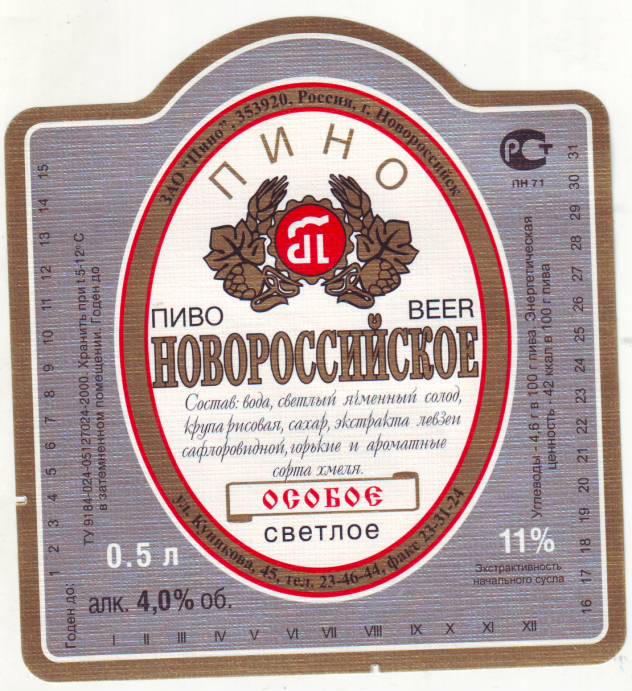 ЗАО "Пино", 353920, Россия, г. Новороссийск
ПИНО
РСТ
ПН 71
ПИВО BEER
НОВОРОССИЙСКОЕ
Состав: вода, светлый ячменный солод,
крупа рисовая, сахар, экстракта левзеи
сафлоровидной, горькие и ароматные
сорта хмеля.
ОСОБОЕ
светлое
ул. Куникова, 45, тел. 23-46-44, факс 23-31-24
0.5 л
алк. 4,0% об.
11%
Экстрактивность
начального сусла
ТУ 9184-024-05127024-2000. Хранить при t 5-12° С
в затемненном помещении. Годен до
Углеводы - 4,6 г в 100 г пива. Энергетическая
ценность - 42 ккал в 100 г пива
Годен до:
1 2 3 4 5 6 7 8 9 10 11 12 13 14 15
16 17 18 19 20 21 22 23 24 25 26 27 28 29 30 31
I II III IV V VI VII VIII IX X XI XII